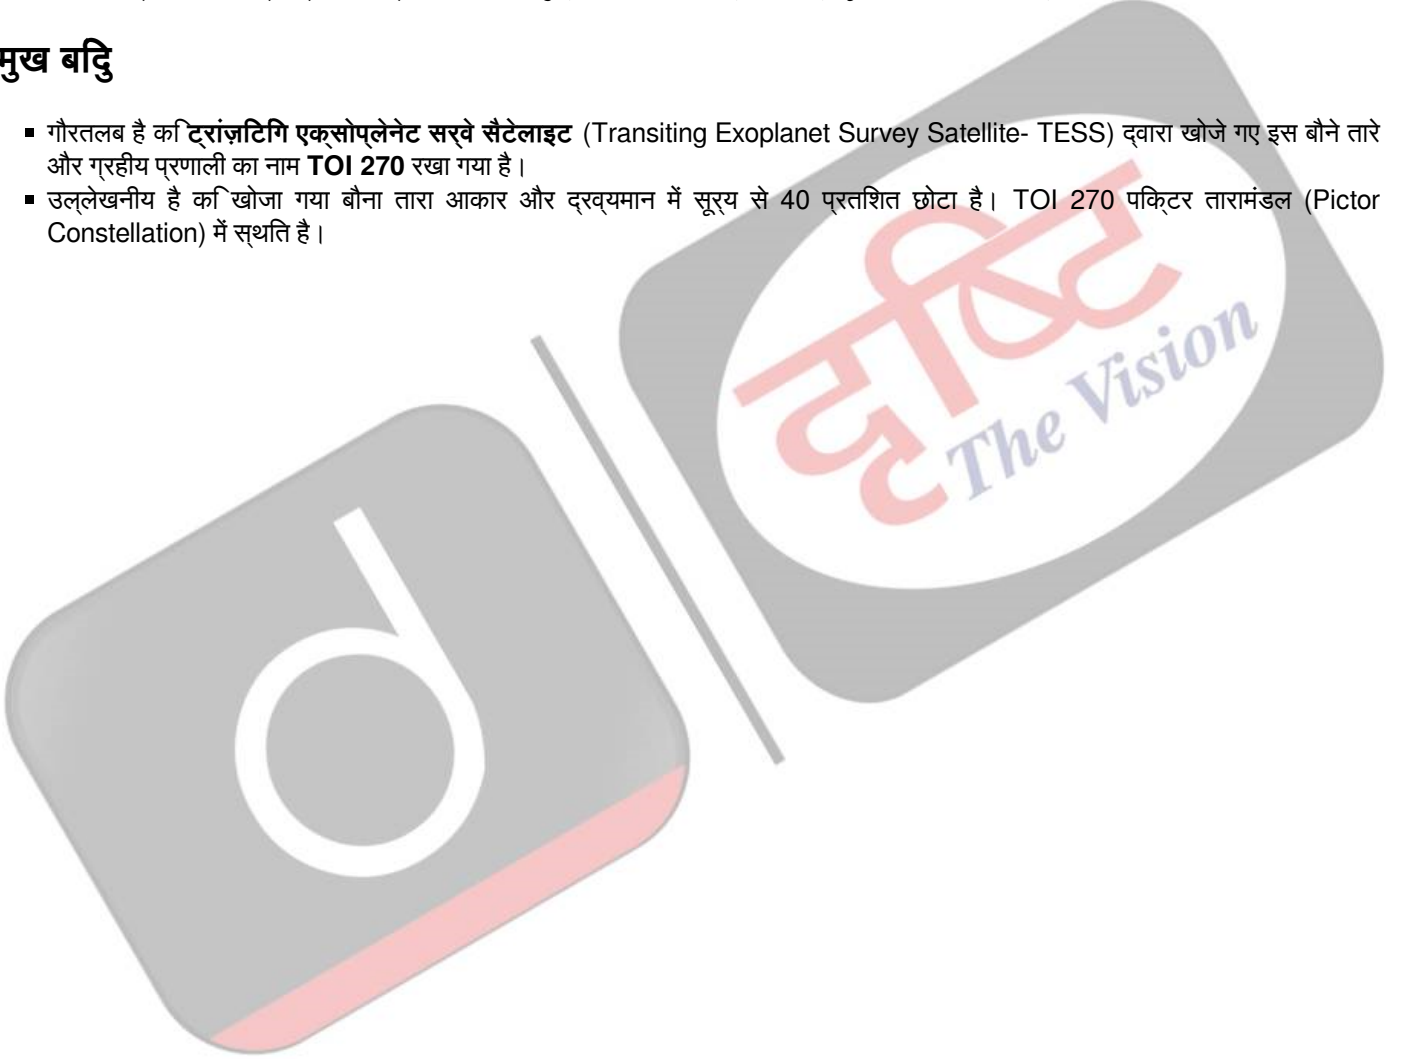 मुख बिंदु
▪ गौरतलब है कि ट्रांज़िटिंग एक्सोप्लेनेट सर्वे सैटेलाइट (Transiting Exoplanet Survey Satellite- TESS) द्वारा खोजे गए इस बौने तारे
और ग्रहीय प्रणाली का नाम TOI 270 रखा गया है।
▪ उल्लेखनीय है कि खोजा गया बौना तारा आकार और द्रव्यमान में सूर्य से 40 प्रतिशत छोटा है। TOI 270 पिक्टर तारामंडल (Pictor
Constellation) में स्थित है।
दृष्टि
The Vision
d